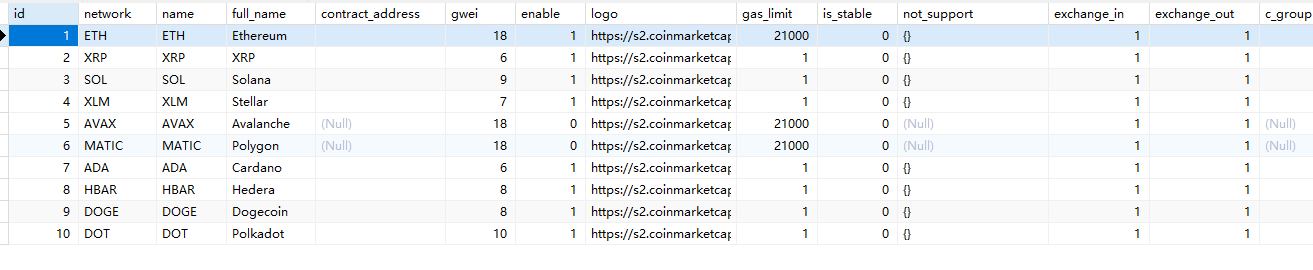 id network name full_name contract_address gwei enable logo gas_limit is_stable not_support exchange_in exchange_out c_group
1 ETH ETH Ethereum 18 1 https://s2.coinmarketcap 21000 0 {} 1 1
2 XRP XRP XRP 6 1 https://s2.coinmarketcap 1 0 {} 1 1
3 SOL SOL Solana 9 1 https://s2.coinmarketcap 1 0 {} 1 1
4 XLM XLM Stellar 7 1 https://s2.coinmarketcap 1 0 {} 1 1
5 AVAX AVAX Avalanche (Null) 18 0 https://s2.coinmarketcap 21000 0 (Null) 1 1 (Null)
6 MATIC MATIC Polygon (Null) 18 0 https://s2.coinmarketcap 21000 0 (Null) 1 1 (Null)
7 ADA ADA Cardano 6 1 https://s2.coinmarketcap 1 0 {} 1 1
8 HBAR HBAR Hedera 8 1 https://s2.coinmarketcap 1 0 {} 1 1
9 DOGE DOGE Dogecoin 8 1 https://s2.coinmarketcap 1 0 {} 1 1
10 DOT DOT Polkadot 10 1 https://s2.coinmarketcap 1 0 {} 1 1